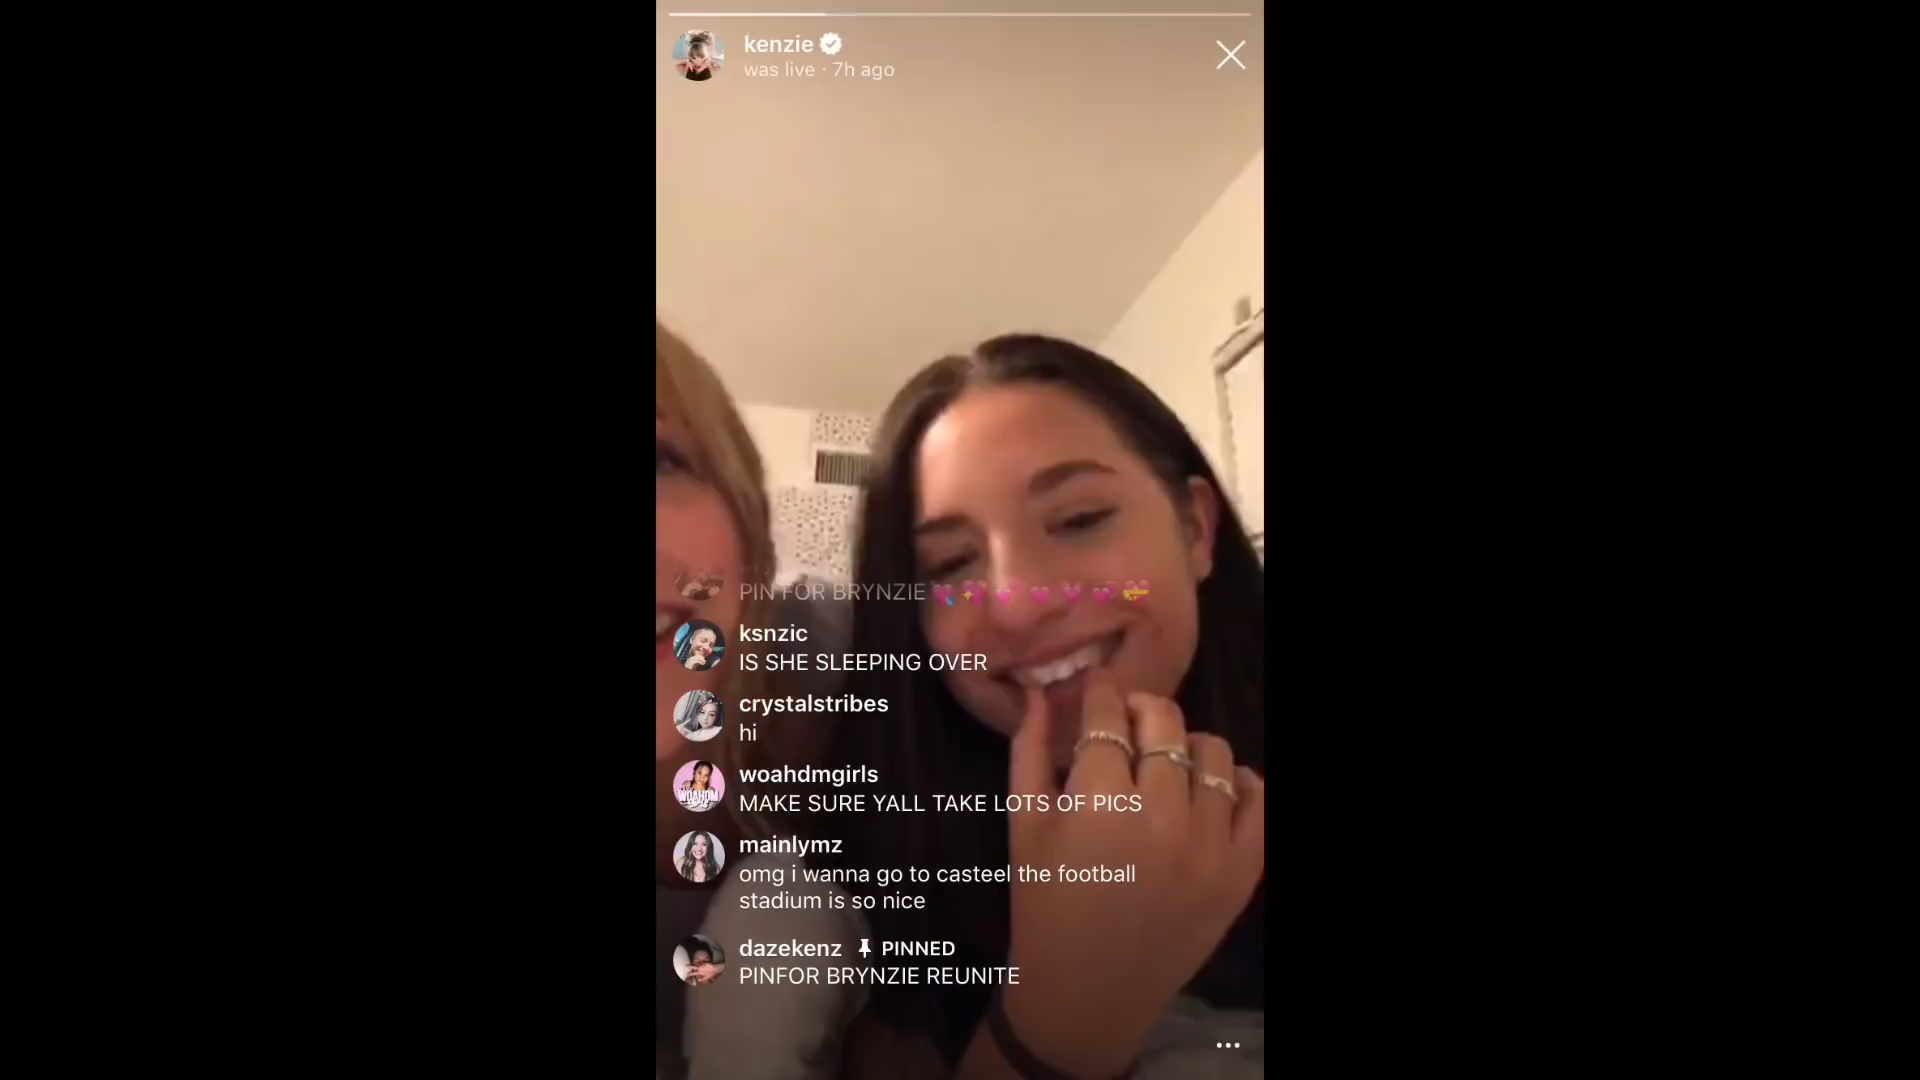 kenzie
was live · 7h ago
PIN FOR BRYNZIE💘💖💕💗💗💞💝
ksnzic
IS SHE SLEEPING OVER
crystalstribes
hi
woahdmgirls
MAKE SURE YALL TAKE LOTS OF PICS
mainlymz
omg i wanna go to casteel the football
stadium is so nice
dazekenz PINNED
PINFOR BRYNZIE REUNITE